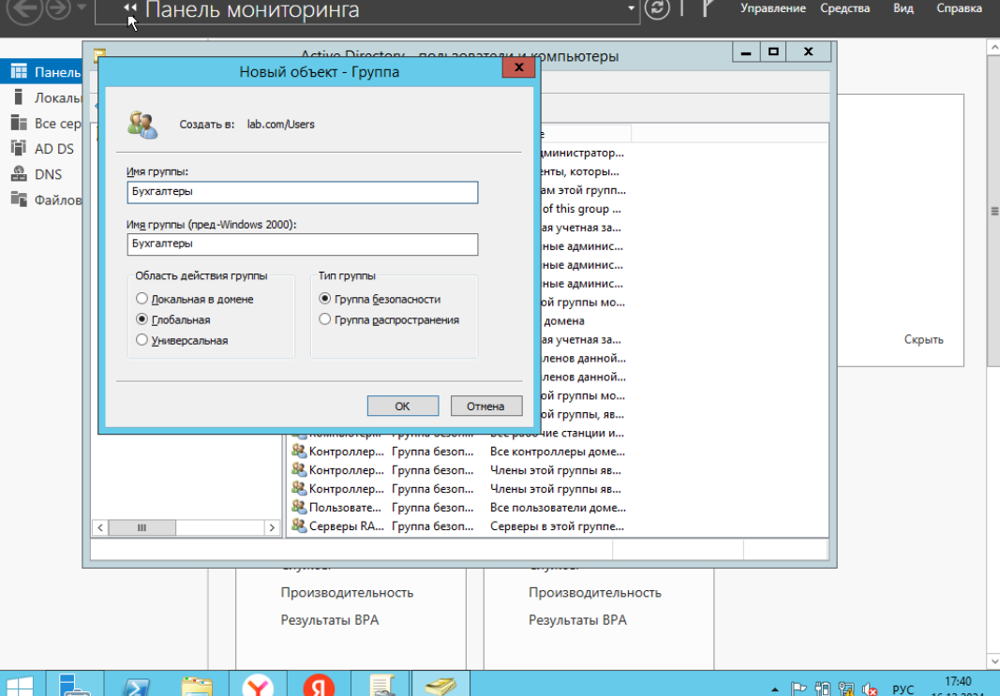 Панель мониторинга
Управление Средства Вид Справка
Active Directory - пользователи и компьютеры
Новый объект - Группа
x
x
Панель
Локаль
Все сер
AD DS
DNS
Файлов
Создать в: lab.com/Users
Имя группы:
Бухгалтеры
Имя группы (пред-Windows 2000):
Бухгалтеры
Область действия группы
Локальная в домене
Глобальная
Универсальная
Тип группы
Группа безопасности
Группа распространения
OK
Отмена
е
дминистратор...
енты, которы...
ам этой групп...
of this group ...
ая учетная за...
ные админис...
ные админис...
ные админис...
ой группы мо...
домена
ая учетная за...
ленов данной...
ленов данной...
ой группы мо...
ой группы, яв...
Компьютер... Группа безоп... Все рабочие станции и...
Контроллер... Группа безоп... Все контроллеры доме...
Контроллер... Группа безоп... Члены этой группы яв...
Контроллер... Группа безоп... Члены этой группы яв...
Пользовате... Группа безоп... Все пользователи доме...
Серверы RA... Группа безоп... Серверы в этой группе...
Скрыть
Производительность
Результаты BPA
Производительность
Результаты BPA
Я
РУС
17:40
16.12.2024